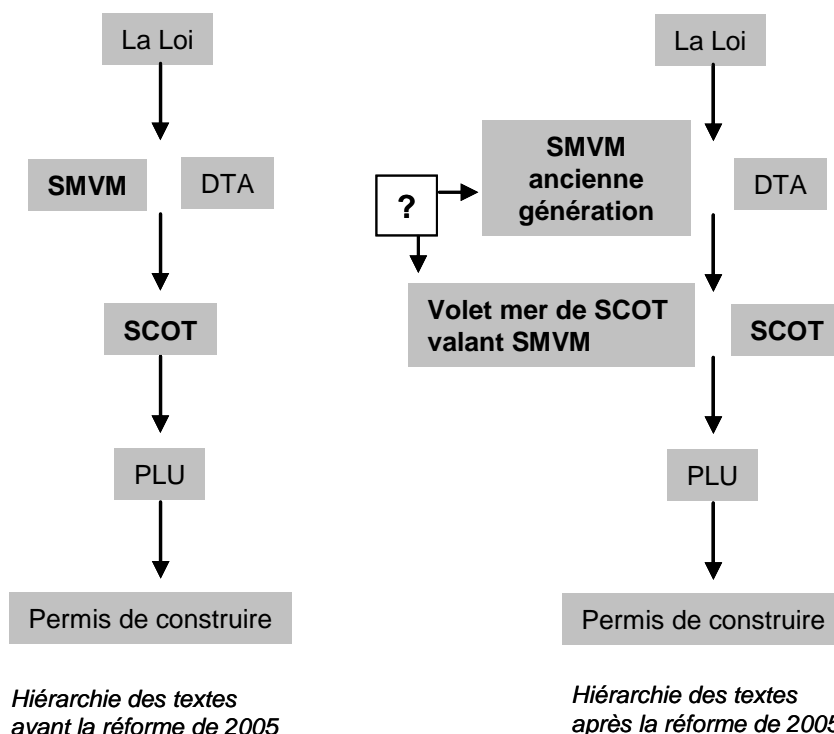 La Loi
SMVM
DTA
SCOT
PLU
Permis de construire
Hiérarchie des textes
avant la réforme de 2005
La Loi
SMVM
ancienne
génération
DTA
?
Volet mer de SCOT
valant SMVM
SCOT
PLU
Permis de construire
Hiérarchie des textes
après la réforme de 2005